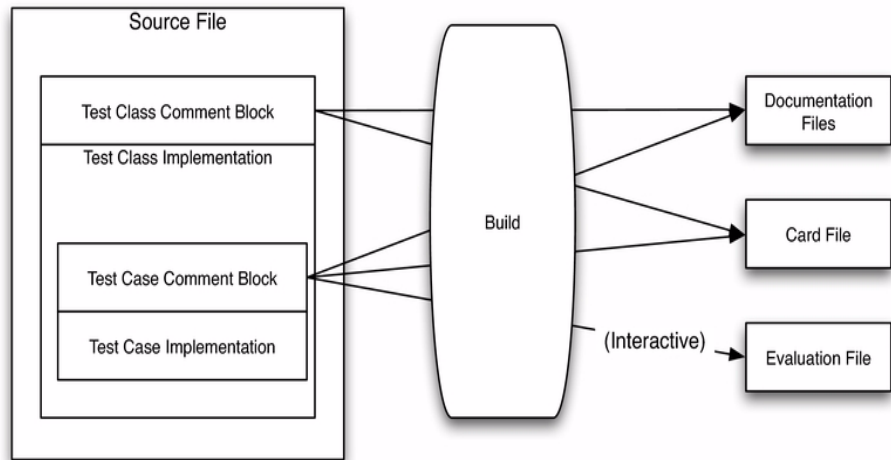 Source File
Test Class Comment Block
Test Class Implementation
Test Case Comment Block
Test Case Implementation
Build
(Interactive)
Documentation
Files
Card File
Evaluation File